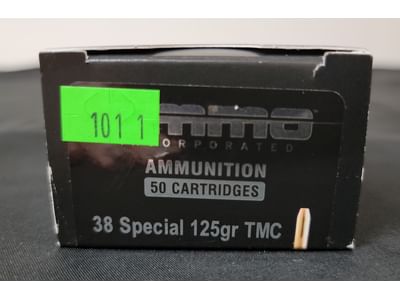 101 1
mmo
CORPORATED
AMMUNITION
50 CARTRIDGES
38 Special 125gr TMC